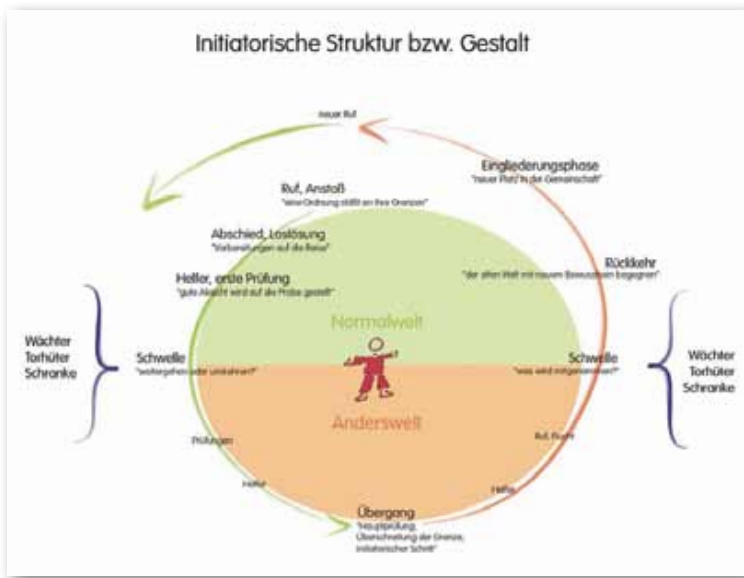 Initiatorische Struktur bzw. Gestalt
neuer Ruf
Ruf, Anstoß
"eine Ordnung stößt an ihre Grenzen"
Abschied, Loslösung
"Vorbereitungen auf die Reise"
Helfer, erste Prüfung
"gute Absicht wird auf die Probe gestellt"
Wächter
Torhüter
Schranke
Schwelle
"weitergehen oder umkehren?"
Prüfungen
Helfer
Normalwelt
Anderswelt
Übergang
"Hauptprüfung,
Überschreitung der Grenze,
initiatorischer Schritt"
Helfer
Ruf, Flucht
Schwelle
"was wird mitgenommen?"
Wächter
Torhüter
Schranke
Rückkehr
"der alten Welt mit neuem Bewusstsein begegnen"
Eingliederungsphase
"neuer Platz in der Gemeinschaft"